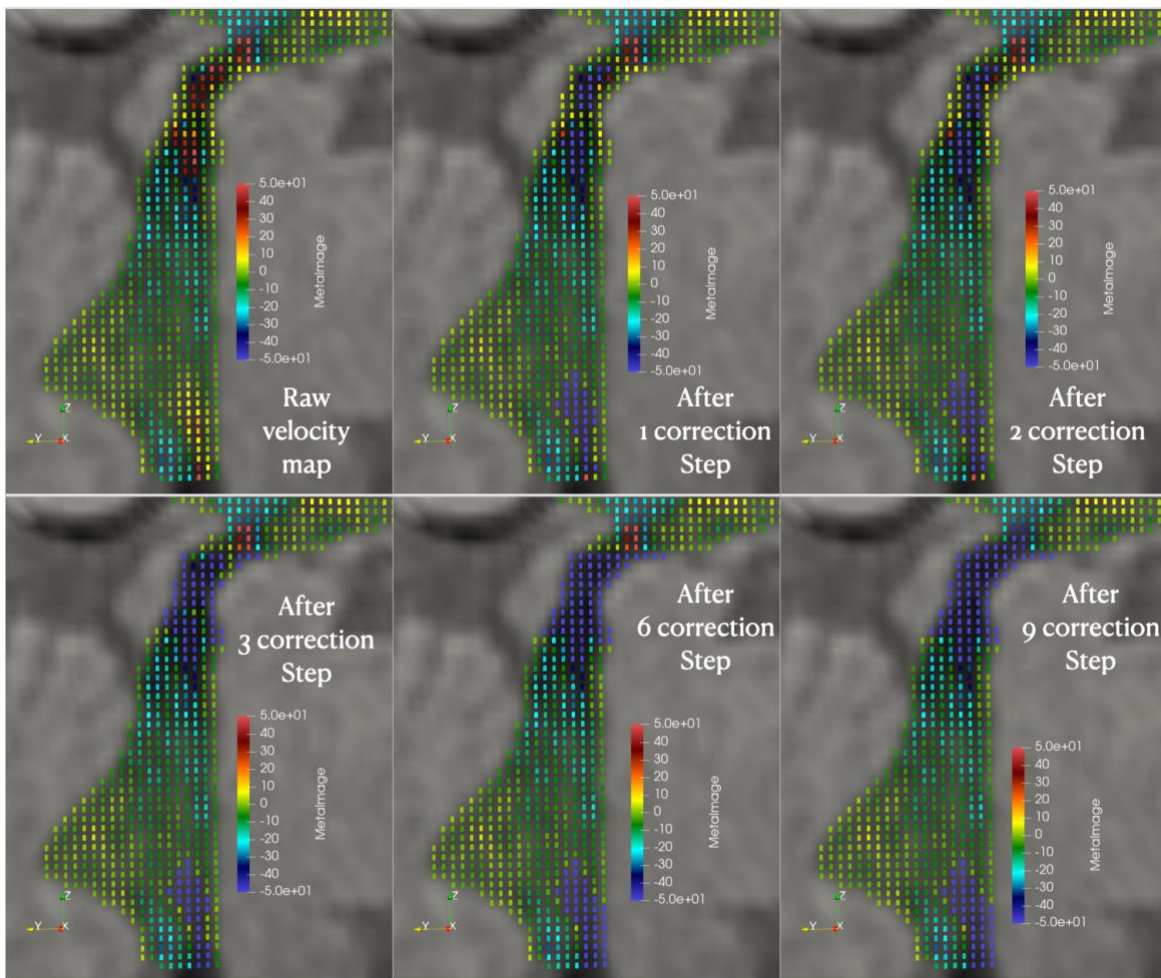 5.0e+01
40
30
20
10
0
-10
-20
-30
-40
-5.0e+01
MetaImage
Raw
velocity
map
Z
Y
X
5.0e+01
40
30
20
10
0
-10
-20
-30
-40
-5.0e+01
MetaImage
After
1 correction
Step
Z
Y
X
5.0e+01
40
30
20
10
0
-10
-20
-30
-40
-5.0e+01
MetaImage
After
2 correction
Step
Z
Y
X
After
3 correction
Step
5.0e+01
40
30
20
10
0
-10
-20
-30
-40
-5.0e+01
MetaImage
Z
Y
X
After
6 correction
Step
5.0e+01
40
30
20
10
0
-10
-20
-30
-40
-5.0e+01
MetaImage
Z
Y
X
After
9 correction
Step
5.0e+01
40
30
20
10
0
-10
-20
-30
-40
-5.0e+01
MetaImage
Z
Y
X